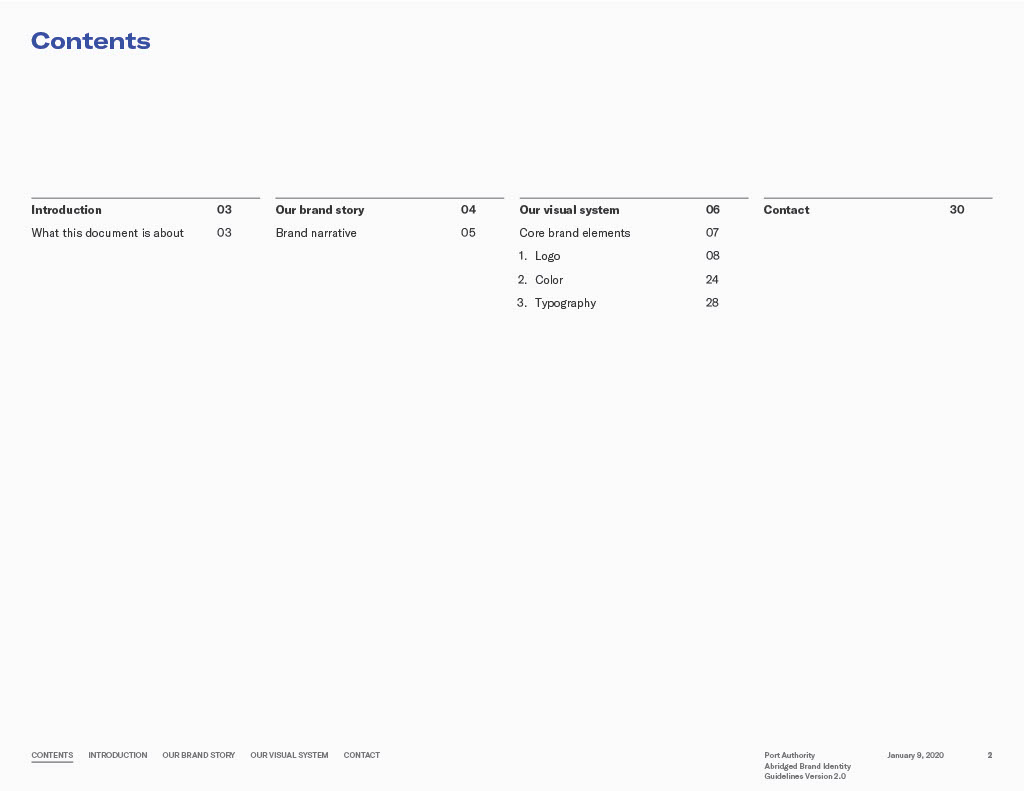 Contents
Introduction 03
What this document is about 03
Our brand story 04
Brand narrative 05
Our visual system 06
Core brand elements 07
1. Logo 08
2. Color 24
3. Typography 28
Contact 30
CONTENTS INTRODUCTION OUR BRAND STORY OUR VISUAL SYSTEM CONTACT
Port Authority
Abridged Brand Identity
Guidelines Version 2.0
January 9, 2020
2